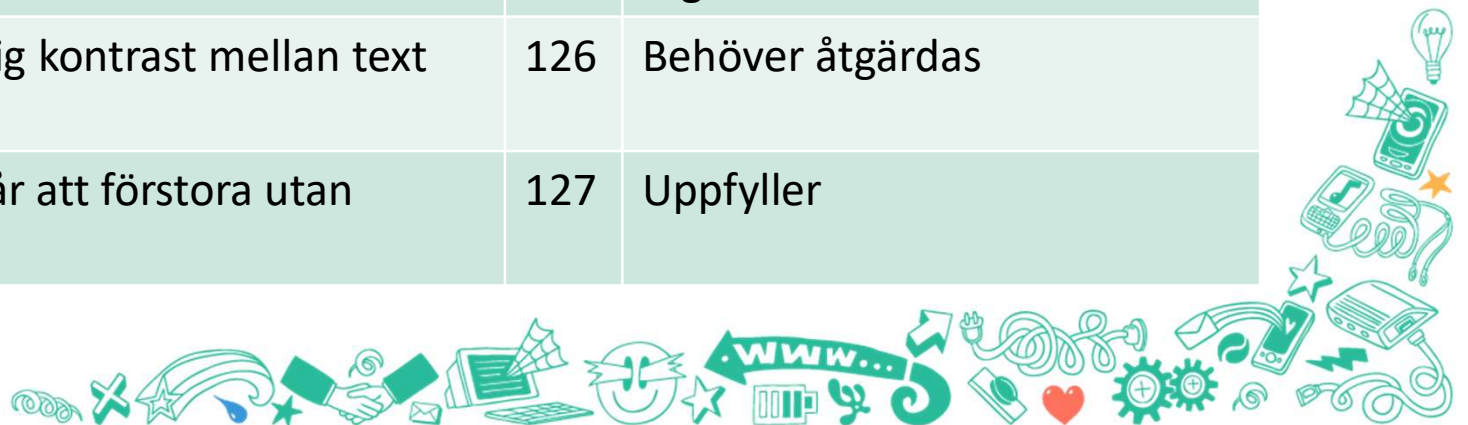 ig kontrast mellan text 126 Behöver åtgärdas
år att förstora utan 127 Uppfyller
www...